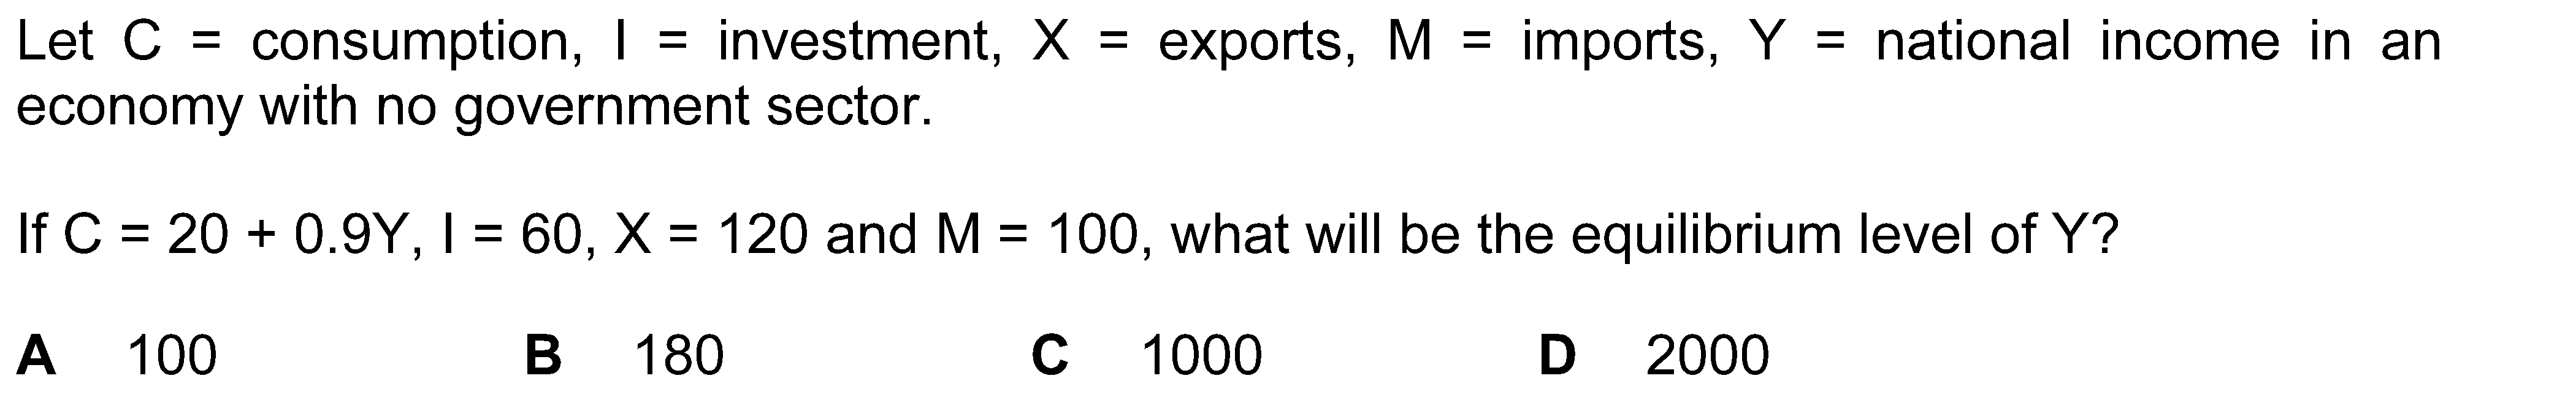 Let C = consumption, I = investment, X = exports, M = imports, Y = national income in an
economy with no government sector.
If C = 20 + 0.9Y, I = 60, X = 120 and M = 100, what will be the equilibrium level of Y?
A 100 B 180 C 1000 D 2000